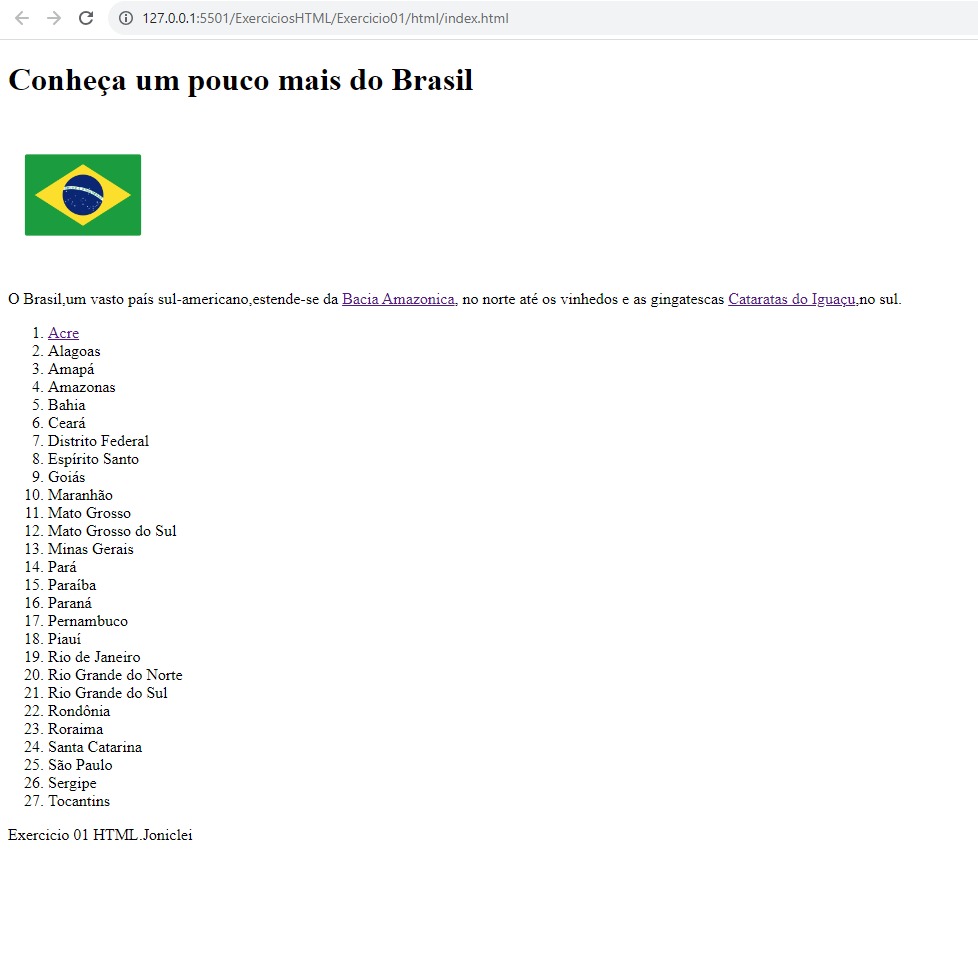 127.0.0.1:5501/ExerciciosHTML/Exercicio01/html/index.html
Conheça um pouco mais do Brasil
O Brasil,um vasto país sul-americano,estende-se da Bacia Amazonica, no norte até os vinhedos e as gingatescas Cataratas do Iguaçu,no sul.
1. Acre
2. Alagoas
3. Amapá
4. Amazonas
5. Bahia
6. Ceará
7. Distrito Federal
8. Espírito Santo
9. Goiás
10. Maranhão
11. Mato Grosso
12. Mato Grosso do Sul
13. Minas Gerais
14. Pará
15. Paraíba
16. Paraná
17. Pernambuco
18. Piauí
19. Rio de Janeiro
20. Rio Grande do Norte
21. Rio Grande do Sul
22. Rondônia
23. Roraima
24. Santa Catarina
25. São Paulo
26. Sergipe
27. Tocantins
Exercicio 01 HTML.Joniclei